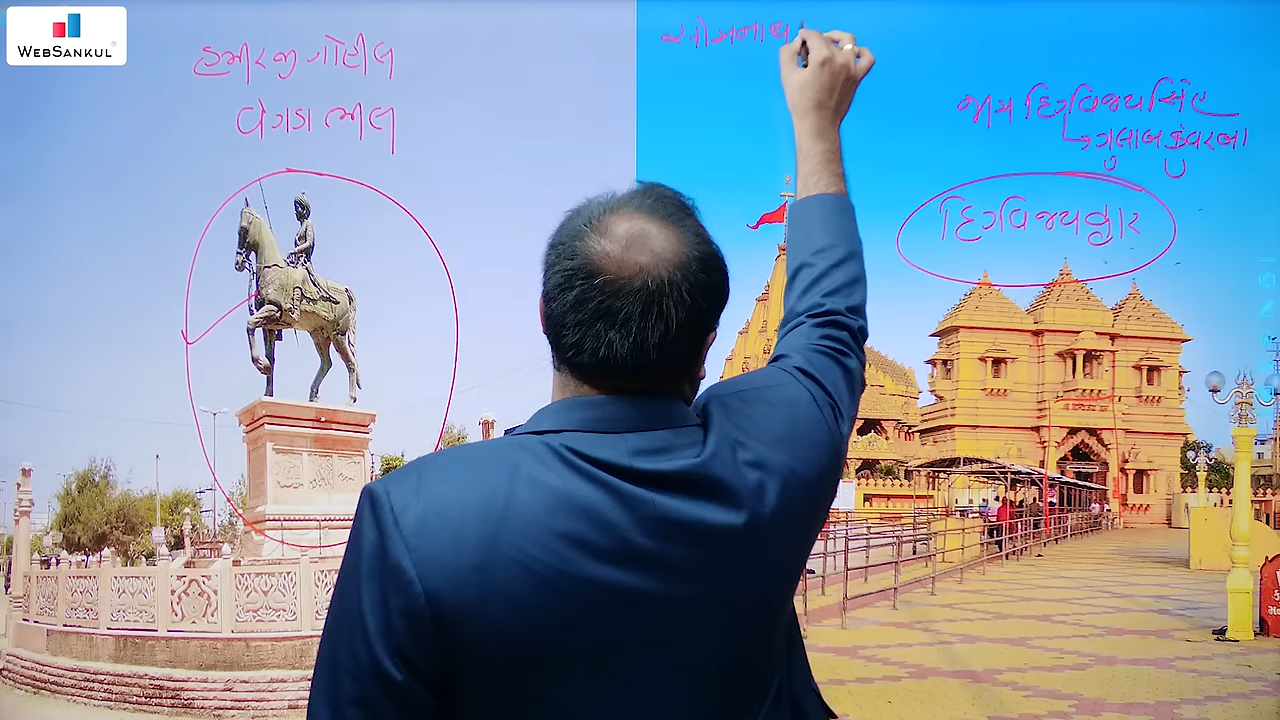 WEBSANKUL
હમીરજી ગોહીલ
વેગડા ભીલ
સોમનાથ
જામ દિગ્વિજયસિંહ
ગુલાબકુંવરબા
દિગ્વિજયદ્વાર